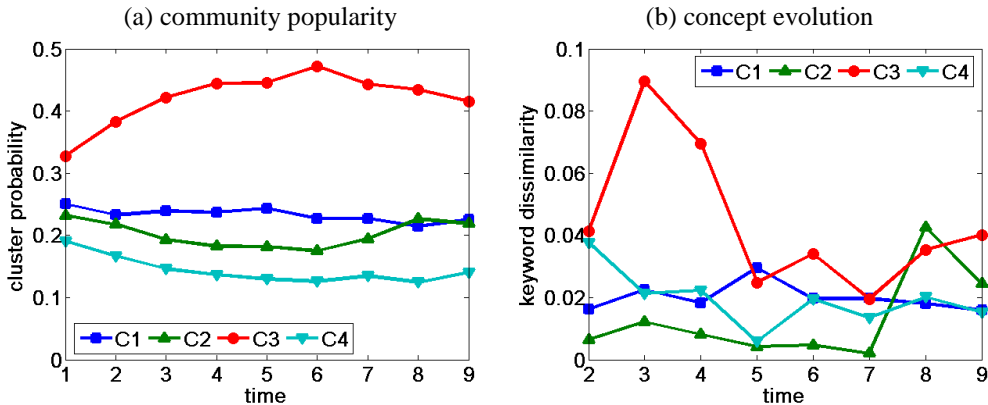 (a) community popularity
0.5
0.4
0.3
0.2
0.1
0
cluster probability
C1 C2 C3 C4
1 2 3 4 5 6 7 8 9
time
(b) concept evolution
0.1
0.08
0.06
0.04
0.02
0
keyword dissimilarity
C1 C2 C3 C4
2 3 4 5 6 7 8 9
time